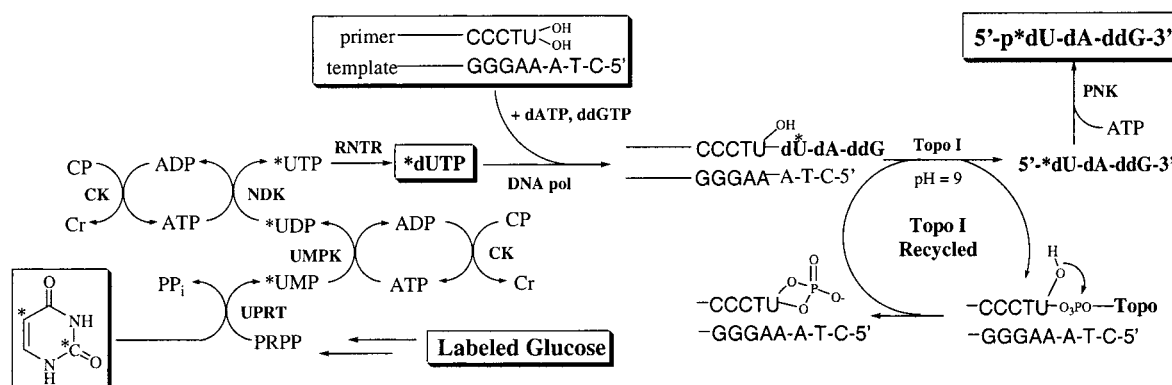 primer CCCTU OH OH
template GGGAA-A-T-C-5'
5'-p*dU-dA-ddG-3'
PNK
ATP
+ dATP, ddGTP
CP ADP *UTP RNTR *dUTP DNA pol
CK NDK
Cr ATP *UDP
CCCTU OH dU*-dA-ddG
GGGAA-A-T-C-5'
Topo I
pH = 9
5'-*dU-dA-ddG-3'
Topo I
Recycled
ADP CP
UMPK CK
*UMP ATP Cr
PPi
UPRT
PRPP
Labeled Glucose
O * NH *C O N H
-CCCTU O O P O O-
-GGGAA-A-T-C-5'
H O
-CCCTU O3PO-Topo
-GGGAA-A-T-C-5'